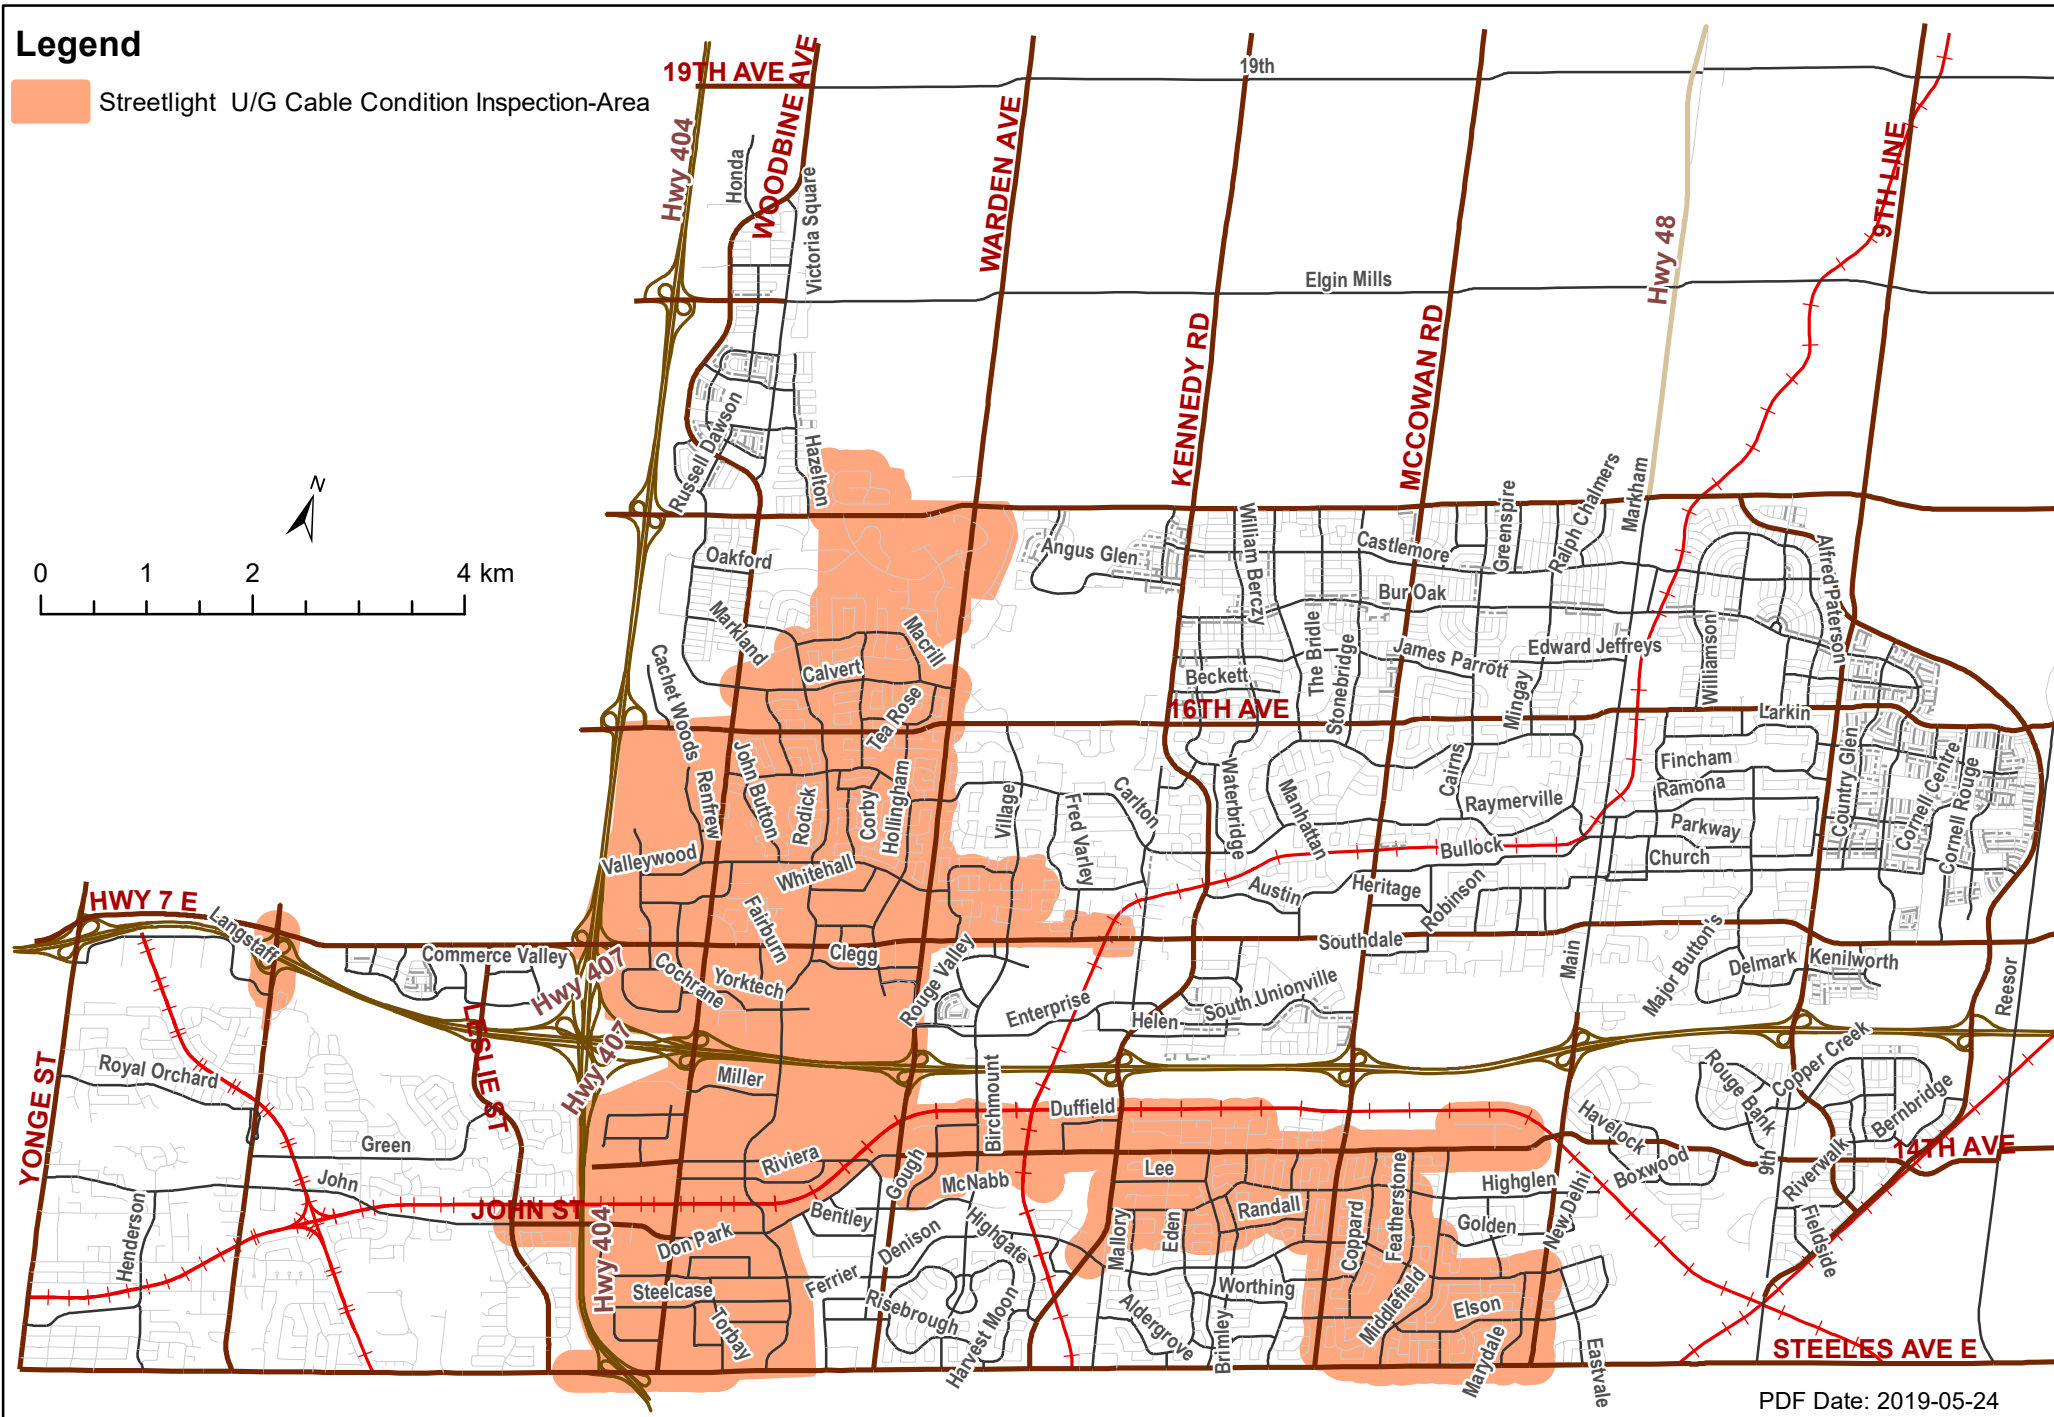 Legend
Streetlight  U/G Cable Condition Inspection-Area
19TH AVE
19th
WOODBINE AVE
Hwy 404
Honda
Victoria Square
WARDEN AVE
KENNEDY RD
MCCOWAN RD
Hwy 48
9TH LINE
Elgin Mills
Russell Dawson
Hazelton
N
0 1 2 4 km
Oakford
Markland
Cachet Woods
Calvert
Macrill
Tea Rose
Angus Glen
William Berczy
Castlemore
Greenspire
Ralph Chalmers
Markham
Bur Oak
Alfred Paterson
The Bridle
Stonebridge
James Parrott
Edward Jeffreys
Mingay
Williamson
Beckett
16TH AVE
Larkin
Fincham
Ramona
Parkway
Church
Country Glen
Cornell Centre
Cornell Rouge
John Button
Renfrew
Rodick
Corby
Hollingham
Village
Fred Varley
Carlton
Waterbridge
Manhattan
Cairns
Raymerville
Bullock
Valleywood
Whitehall
Austin
Heritage
Robinson
HWY 7 E
Langstaff
Commerce Valley
Fairburn
Clegg
Cochrane
Yorktech
Rouge Valley
Southdale
Main
Major Button's
Delmark
Kenilworth
Reesor
Hwy 407
Hwy 407
Enterprise
Helen
South Unionville
LESLIE ST
YONGE ST
Royal Orchard
Miller
Birchmount
Duffield
Rouge Bank
Copper Creek
Bernbridge
Havelock
Boxwood
9th
14TH AVE
Riverwalk
Green
John
JOHN ST
Henderson
Riviera
Gough
McNabb
Lee
Bentley
Highgate
Denison
Don Park
Hwy 404
Steelcase
Torbay
Ferrier
Risebrough
Harvest Moon
Mallory
Eden
Randall
Coppard
Featherstone
Highglen
Golden
New Delhi
Worthing
Aldergrove
Brimley
Middlefield
Elson
Marydale
Eastvale
Fieldside
STEELES AVE E
PDF Date: 2019-05-24